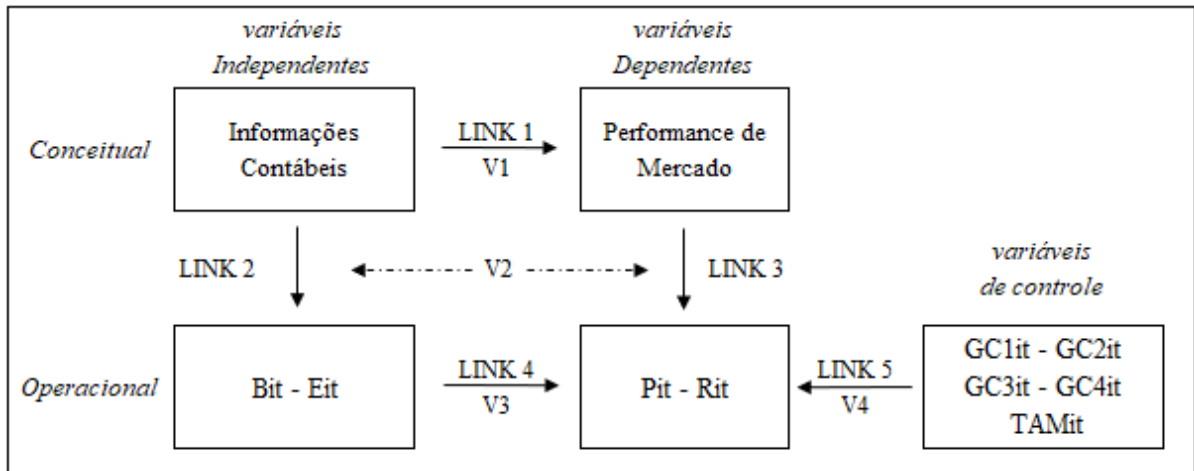 variáveis
Independentes
variáveis
Dependentes
Conceitual
Informações
Contábeis
LINK 1
V1
Performance de
Mercado
LINK 2
V2
LINK 3
variáveis
de controle
Operacional
Bit - Eit
LINK 4
V3
Pit - Rit
LINK 5
V4
GC1it - GC2it
GC3it - GC4it
TAMit